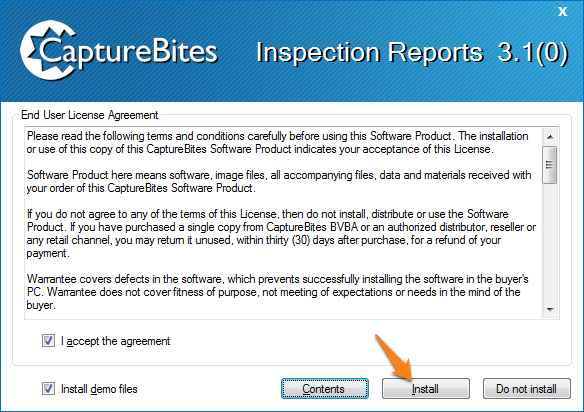 X
CaptureBites
Inspection Reports 3.1(0)
End User License Agreement
Please read the following terms and conditions carefully before using this Software Product. The installation
or use of this copy of this CaptureBites Software Product indicates your acceptance of this License.
Software Product here means software, image files, all accompanying files, data and materials received with
your order of this CaptureBites Software Product.
If you do not agree to any of the terms of this License, then do not install, distribute or use the Software
Product. If you have purchased a single copy from CaptureBites BVBA or an authorized distributor, reseller or
any retail channel, you may return it unused, within thirty (30) days after purchase, for a refund of your
payment.
Warrantee covers defects in the software, which prevents successfully installing the software in the buyer's
PC. Warrantee does not cover fitness of purpose, not meeting of expectations or needs in the mind of the
buyer.
I accept the agreement
Install demo files
Contents
Install
Do not install